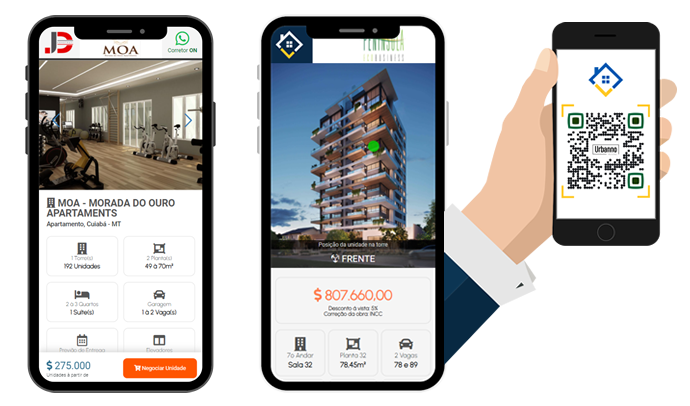 JD
MOA
Corretor ON
MOA - MORADA DO OURO
APARTAMENTS
Apartamento, Cuiabá - MT
1 Torre(s)
192 Unidades
2 Planta(s)
49 à 70m²
2 à 3 Quartos
1 Suíte(s)
Garagem
1 à 2 Vaga(s)
Previsão de Entrega
Elevadores
$ 275.000
Unidades à partir de
Negociar Unidade
PENÍNSULA
Posição da unidade na torre
FRENTE
$ 807.660,00
Desconto à vista: 5%
Correção da obra: INCC
7º Andar
Sala 32
Planta 32
78,45m²
2 Vagas
78 e 89
Urbanno